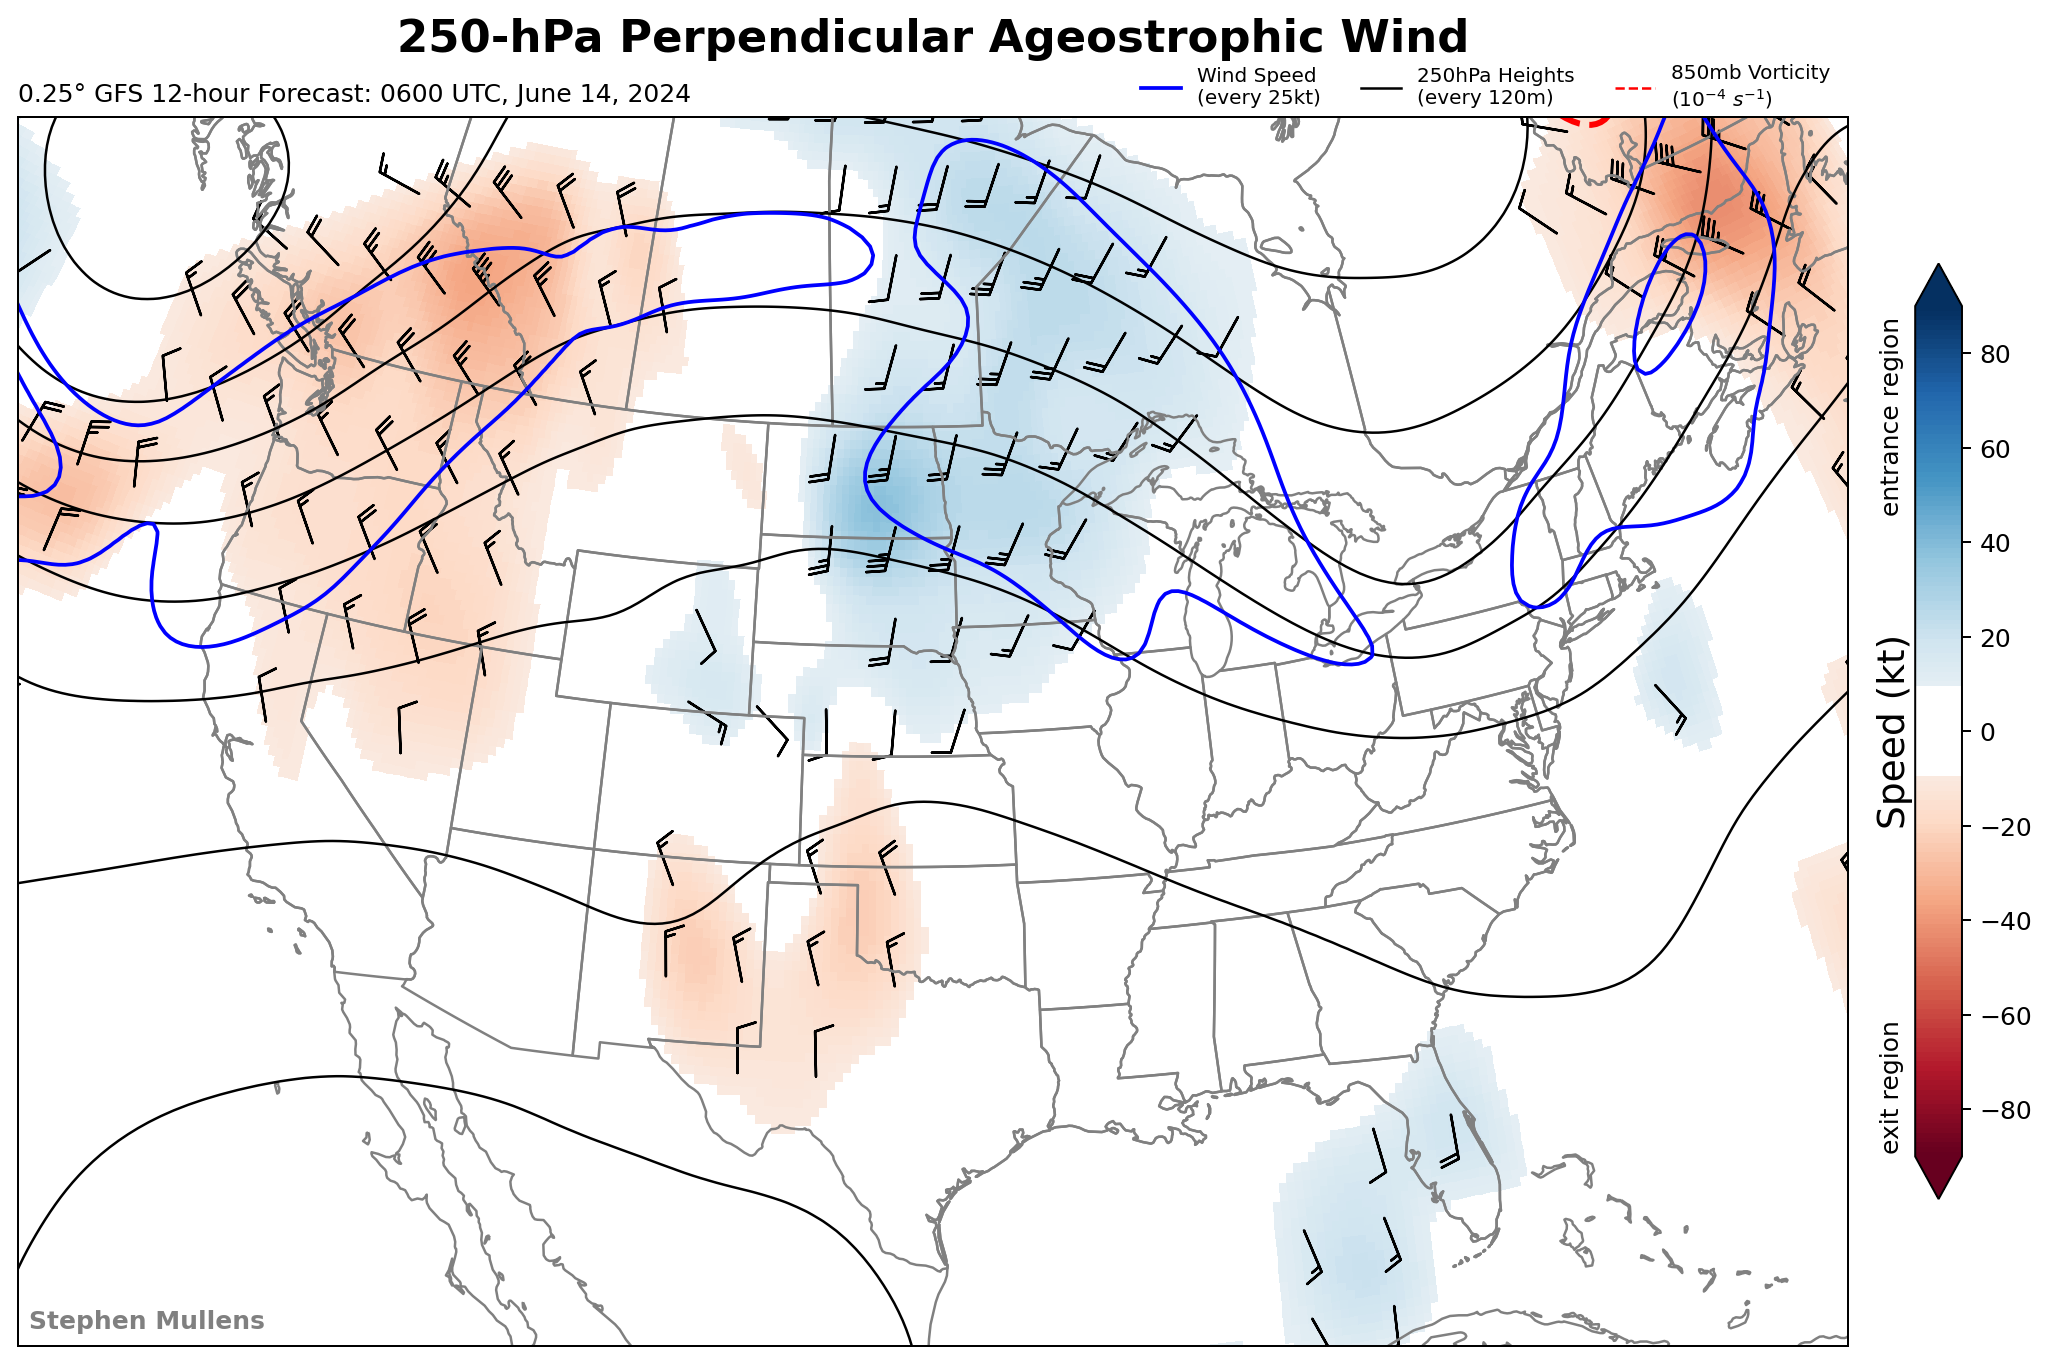 250-hPa Perpendicular Ageostrophic Wind
0.25° GFS 12-hour Forecast: 0600 UTC, June 14, 2024
Wind Speed
(every 25kt)
250hPa Heights
(every 120m)
850mb Vorticity
(10⁻⁴ s⁻¹)
entrance region
Speed (kt)
exit region
80
60
40
20
0
−20
−40
−60
−80
Stephen Mullens